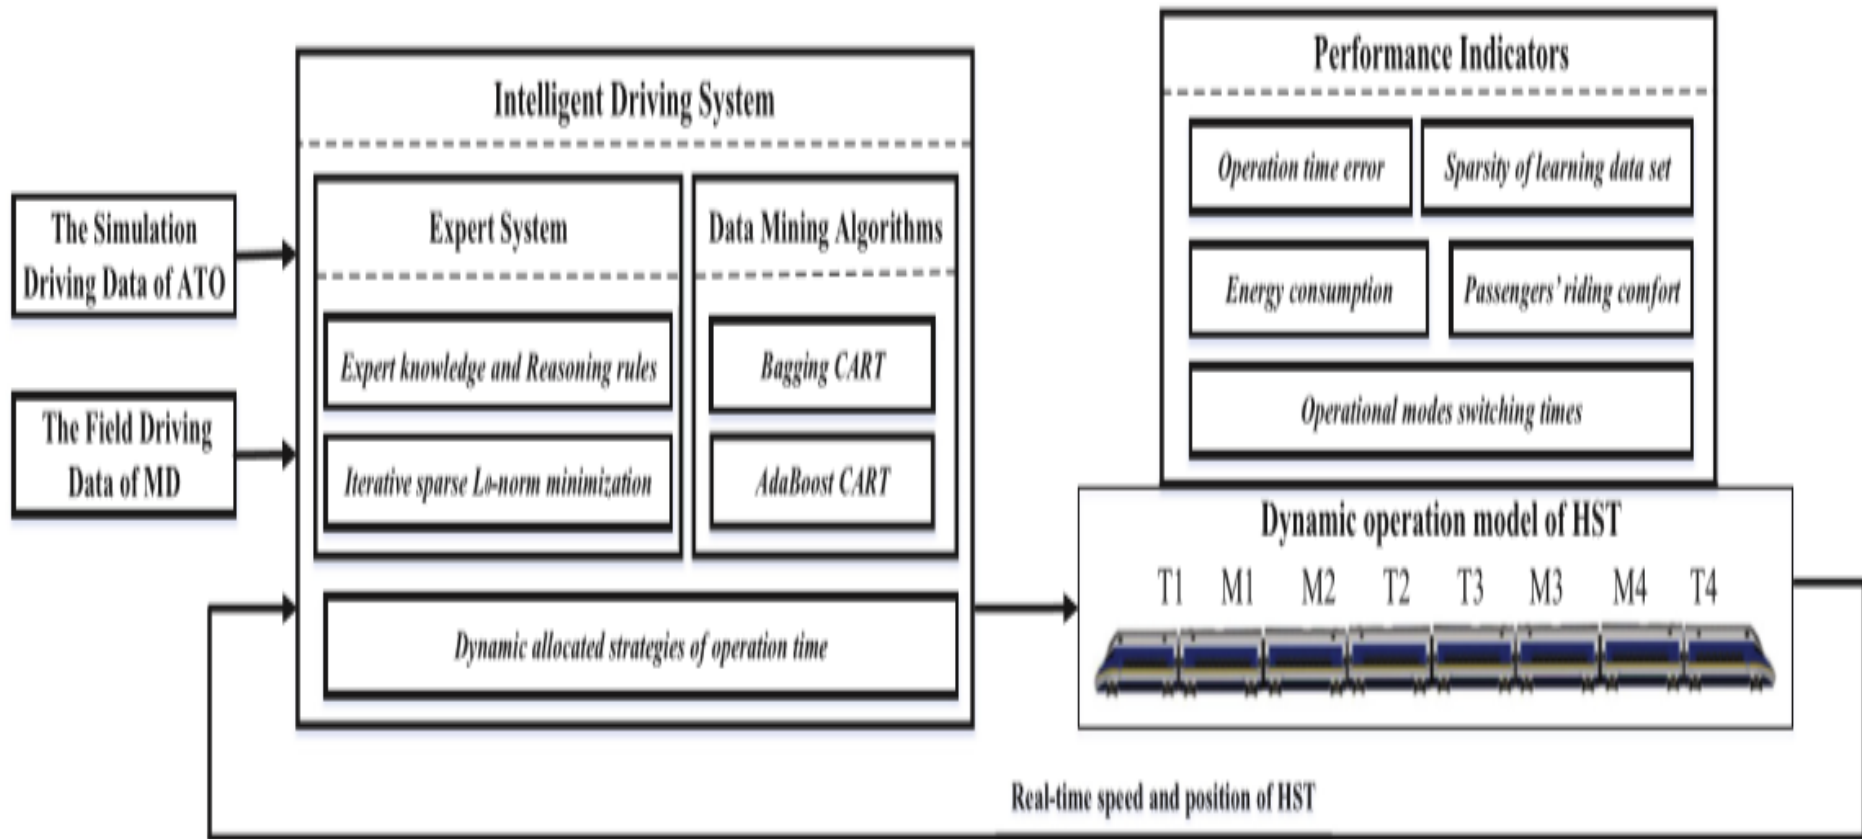 The Simulation
Driving Data of ATO
The Field Driving
Data of MD
Intelligent Driving System
Expert System
Expert knowledge and Reasoning rules
Iterative sparse L0-norm minimization
Data Mining Algorithms
Bagging CART
AdaBoost CART
Dynamic allocated strategies of operation time
Performance Indicators
Operation time error
Sparsity of learning data set
Energy consumption
Passengers' riding comfort
Operational modes switching times
Dynamic operation model of HST
T1 M1 M2 T2 T3 M3 M4 T4
Real-time speed and position of HST